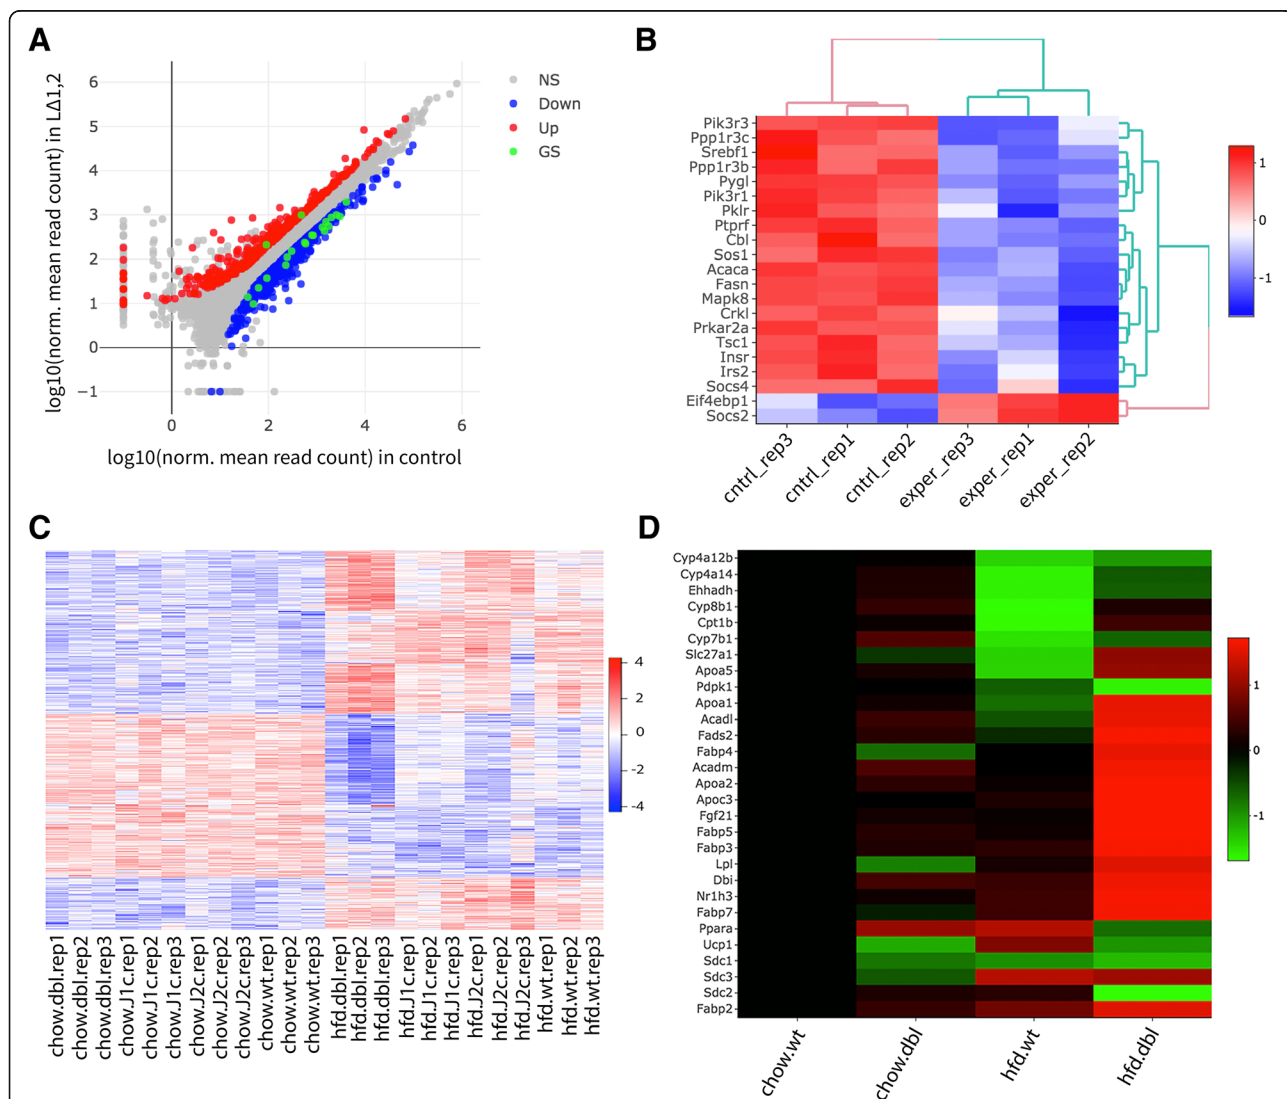 A
log10(norm. mean read count) in LΔ1,2
6
5
4
3
2
1
0
−1
0
2
4
6
log10(norm. mean read count) in control
NS
Down
Up
GS
B
Pik3r3
Ppp1r3c
Srebf1
Ppp1r3b
Pygl
Pik3r1
Pklr
Ptprf
Cbl
Sos1
Acaca
Fasn
Mapk8
Crkl
Prkar2a
Tsc1
Insr
Irs2
Socs4
Eif4ebp1
Socs2
cntrl_rep3
cntrl_rep1
cntrl_rep2
exper_rep3
exper_rep1
exper_rep2
1
0
-1
C
chow.dbl.rep1
chow.dbl.rep2
chow.dbl.rep3
chow.J1c.rep1
chow.J1c.rep2
chow.J1c.rep3
chow.J2c.rep1
chow.J2c.rep2
chow.J2c.rep3
chow.wt.rep1
chow.wt.rep2
chow.wt.rep3
hfd.dbl.rep1
hfd.dbl.rep2
hfd.dbl.rep3
hfd.J1c.rep1
hfd.J1c.rep2
hfd.J1c.rep3
hfd.J2c.rep1
hfd.J2c.rep2
hfd.J2c.rep3
hfd.wt.rep1
hfd.wt.rep2
hfd.wt.rep3
4
2
0
-2
-4
D
Cyp4a12b
Cyp4a14
Ehhadh
Cyp8b1
Cpt1b
Cyp7b1
Slc27a1
Apoa5
Pdpk1
Apoa1
Acadl
Fads2
Fabp4
Acadm
Apoa2
Apoc3
Fgf21
Fabp5
Fabp3
Lpl
Dbi
Nr1h3
Fabp7
Ppara
Ucp1
Sdc1
Sdc3
Sdc2
Fabp2
chow.wt
chow.dbl
hfd.wt
hfd.dbl
1
0
-1